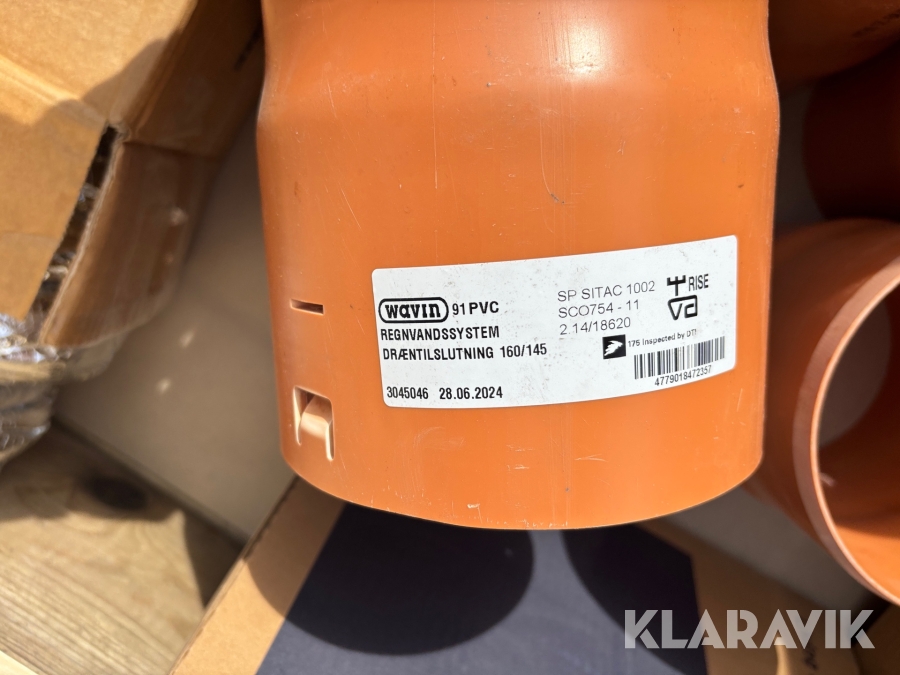 wavin 91 PVC
REGNVANDSSYSTEM
DRÆNTILSLUTNING 160/145
3045046 28.06.2024
SP SITAC 1002
SC0754 - 11
2.14/18620
RISE
175 Inspected by DTI
4779018472357
KLARAVIK